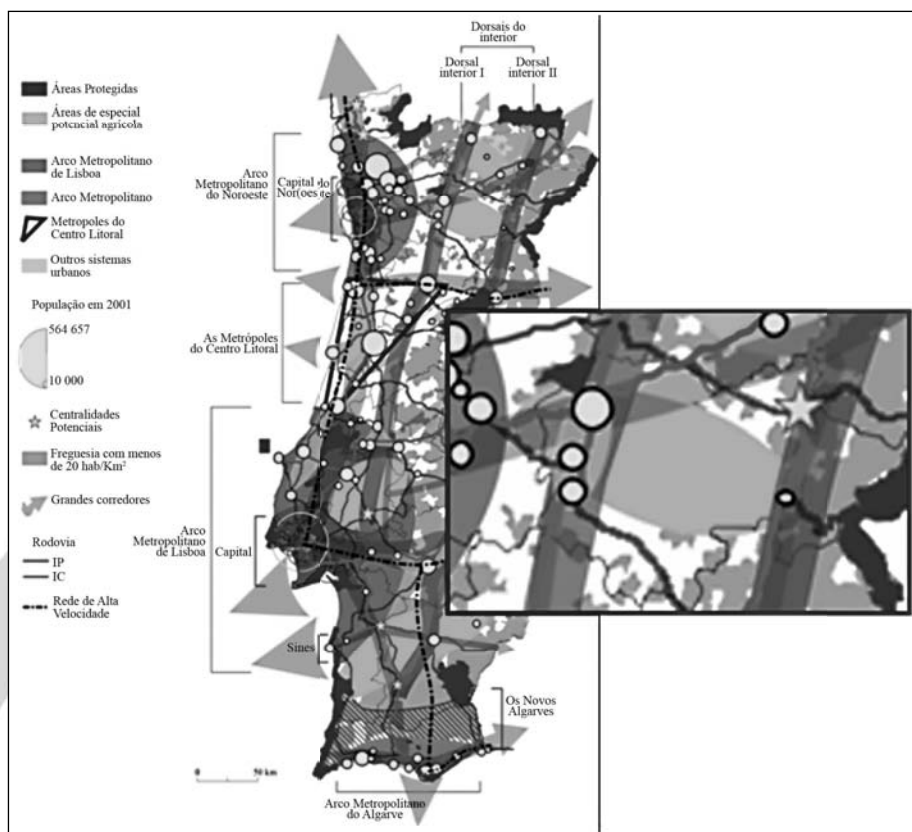 Áreas Protegidas
Áreas de especial
potencial agrícola
Arco Metropolitano
de Lisboa
Arco Metropolitano
Metropoles do
Centro Litoral
Outros sistemas
urbanos
População em 2001
564 657
10 000
Centralidades
Potenciais
Freguesia com menos
de 20 hab/Km²
Grandes corredores
Rodovia
IP
IC
Rede de Alta
Velocidade
Dorsais do
interior
Dorsal
interior I
Dorsal
interior II
Arco
Metropolitano
do Noroeste
Capital do
Noroeste
As Metrópoles
do Centro Litoral
Arco
Metropolitano
de Lisboa
Capital
Sines
Os Novos
Algarves
0 50 km
Arco Metropolitano
do Algarve